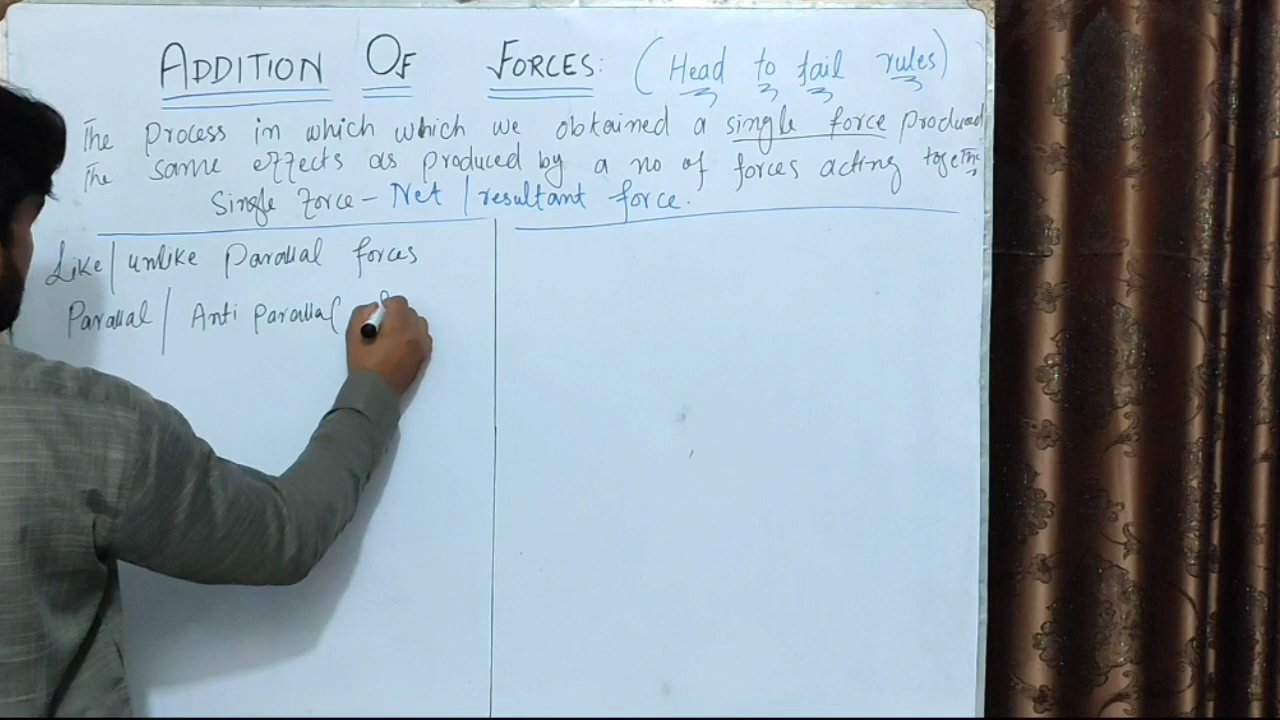 ADDITION OF FORCES: (Head to tail rules)
The process in which which we obtained a single force produced
The same effects as produced by a no of forces acting together
Single force - Net / resultant force.
Like / unlike Parallal forces
Parallal / Anti parallal